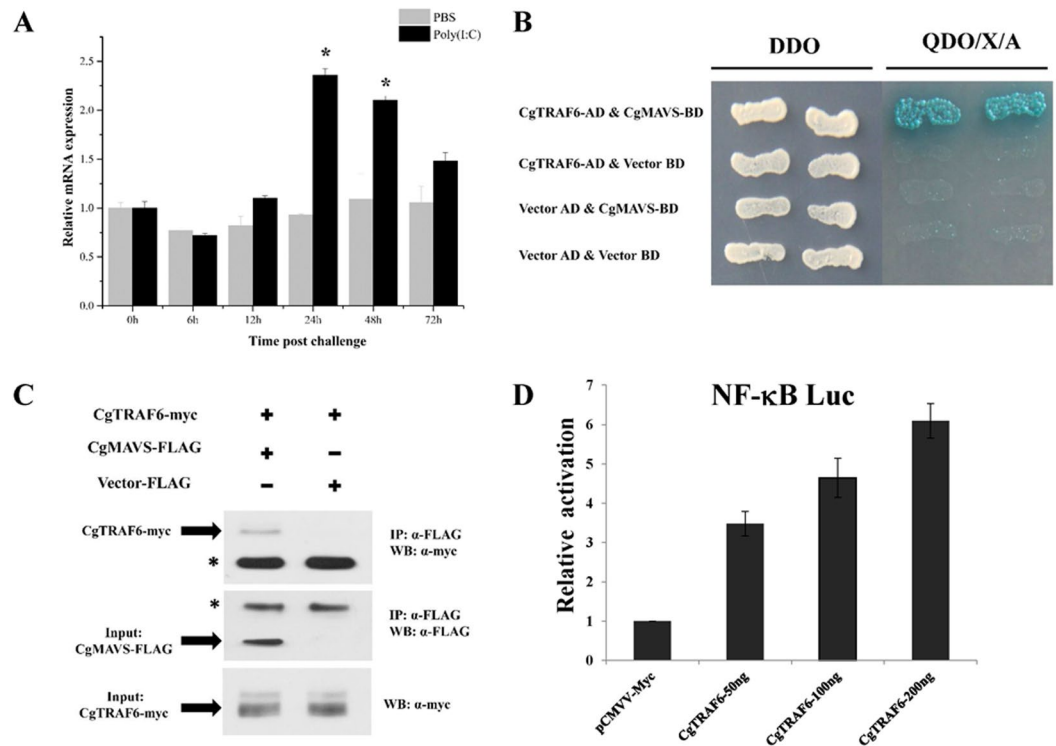 A
PBS
Poly(I:C)
2.5
2.0
1.5
1.0
0.5
0.0
Relative mRNA expression
*
*
0h
6h
12h
24h
48h
72h
Time post challenge
B
DDO
QDO/X/A
CgTRAF6-AD & CgMAVS-BD
CgTRAF6-AD & Vector BD
Vector AD & CgMAVS-BD
Vector AD & Vector BD
C
CgTRAF6-myc + +
CgMAVS-FLAG + -
Vector-FLAG - +
CgTRAF6-myc
*
IP: α-FLAG
WB: α-myc
*
Input:
CgMAVS-FLAG
IP: α-FLAG
WB: α-FLAG
Input:
CgTRAF6-myc
WB: α-myc
D
NF-κB Luc
Relative activation
7
6
5
4
3
2
1
0
pCMVV-Myc
CgTRAF6-50ng
CgTRAF6-100ng
CgTRAF6-200ng